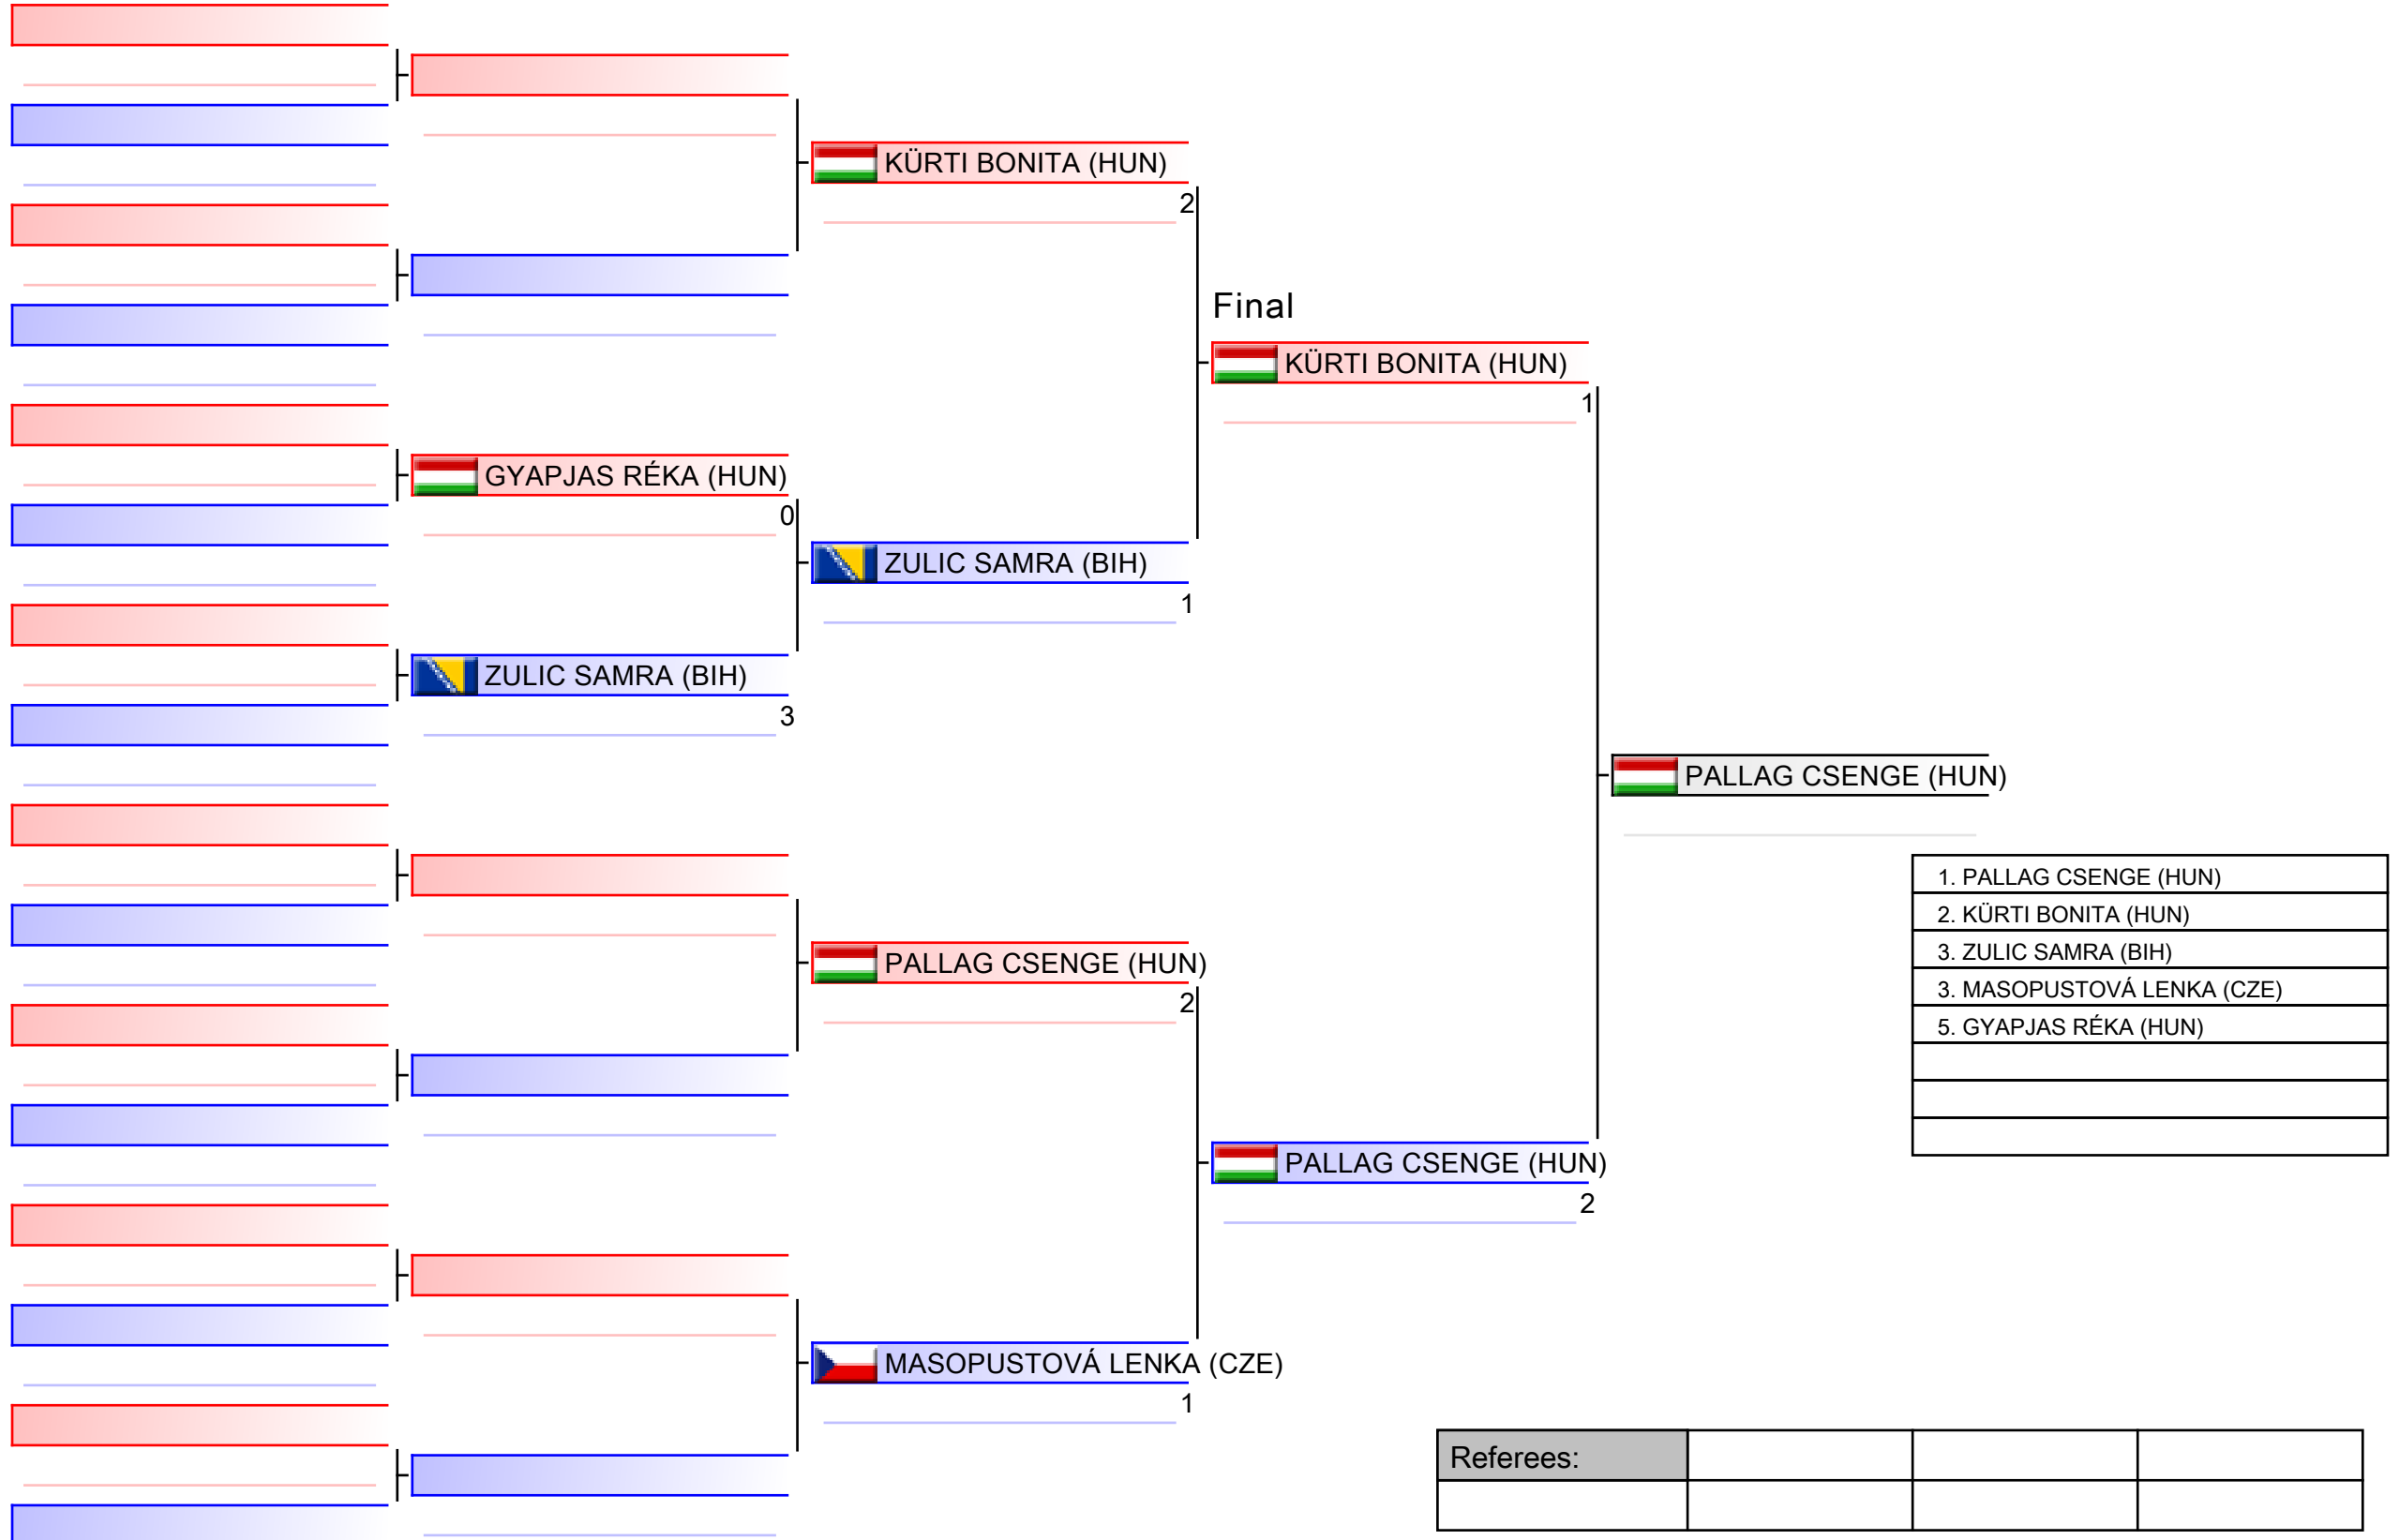 KÜRTI BONITA (HUN)
2
Final
KÜRTI BONITA (HUN)
1
GYAPJAS RÉKA (HUN)
0
ZULIC SAMRA (BIH)
1
ZULIC SAMRA (BIH)
3
PALLAG CSENGE (HUN)
1. PALLAG CSENGE (HUN)
2. KÜRTI BONITA (HUN)
3. ZULIC SAMRA (BIH)
3. MASOPUSTOVÁ LENKA (CZE)
5. GYAPJAS RÉKA (HUN)
PALLAG CSENGE (HUN)
2
PALLAG CSENGE (HUN)
2
MASOPUSTOVÁ LENKA (CZE)
1
Referees: